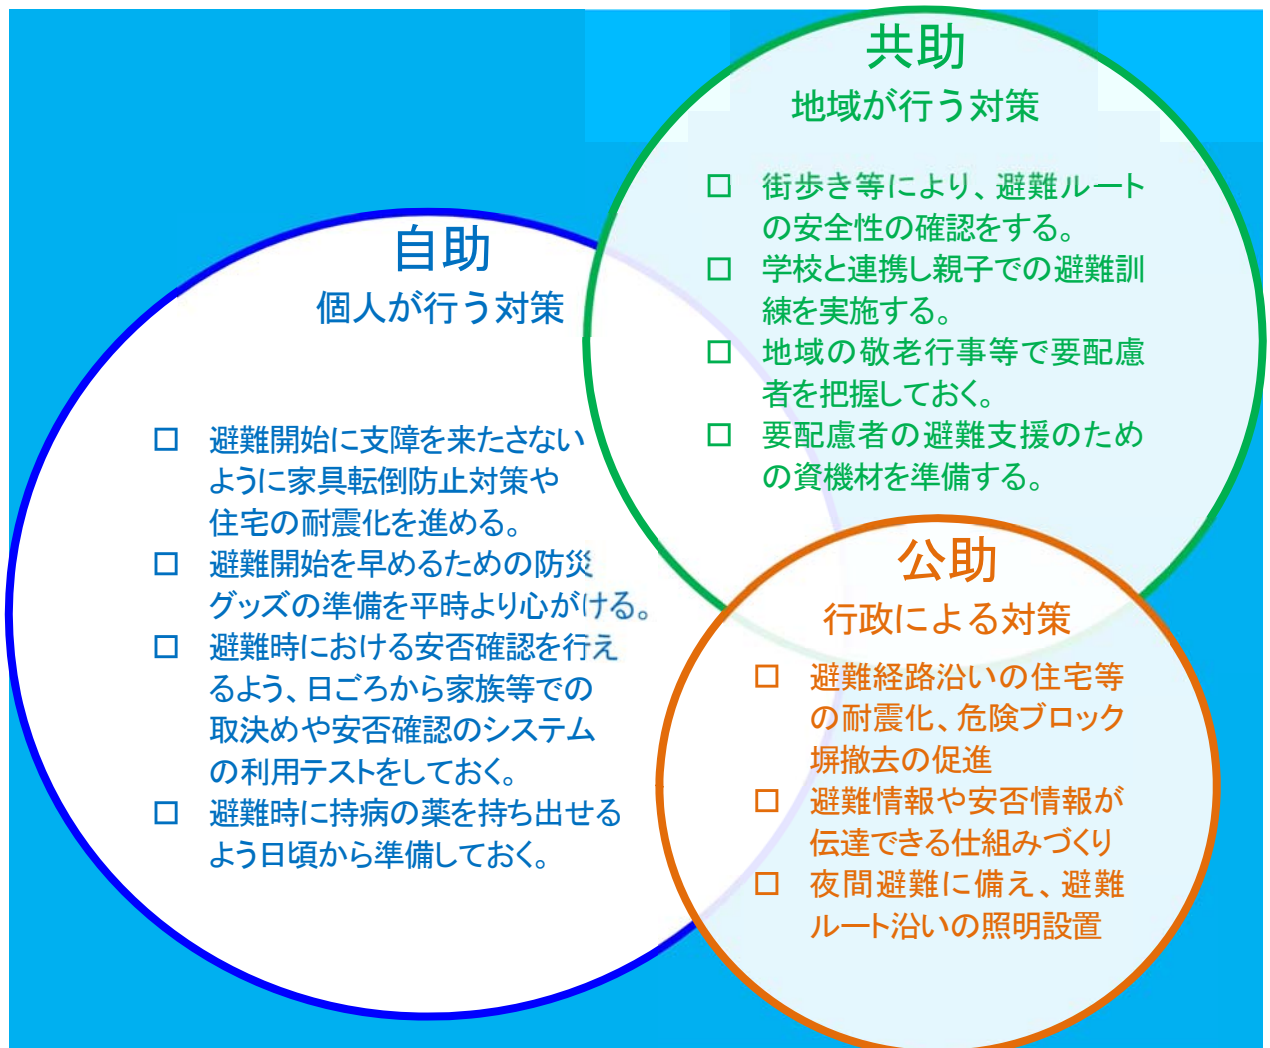 共助
地域が行う対策
□ 街歩き等により、避難ルート
の安全性の確認をする。
□ 学校と連携し親子での避難訓
練を実施する。
□ 地域の敬老行事等で要配慮
者を把握しておく。
□ 要配慮者の避難支援のため
の資機材を準備する。
自助
個人が行う対策
□ 避難開始に支障を来たさない
ように家具転倒防止対策や
住宅の耐震化を進める。
□ 避難開始を早めるための防災
グッズの準備を平時より心がける。
□ 避難時における安否確認を行え
るよう、日ごろから家族等での
取決めや安否確認のシステム
の利用テストをしておく。
□ 避難時に持病の薬を持ち出せる
よう日頃から準備しておく。
公助
行政による対策
□ 避難経路沿いの住宅等
の耐震化、危険ブロック
塀撤去の促進
□ 避難情報や安否情報が
伝達できる仕組みづくり
□ 夜間避難に備え、避難
ルート沿いの照明設置